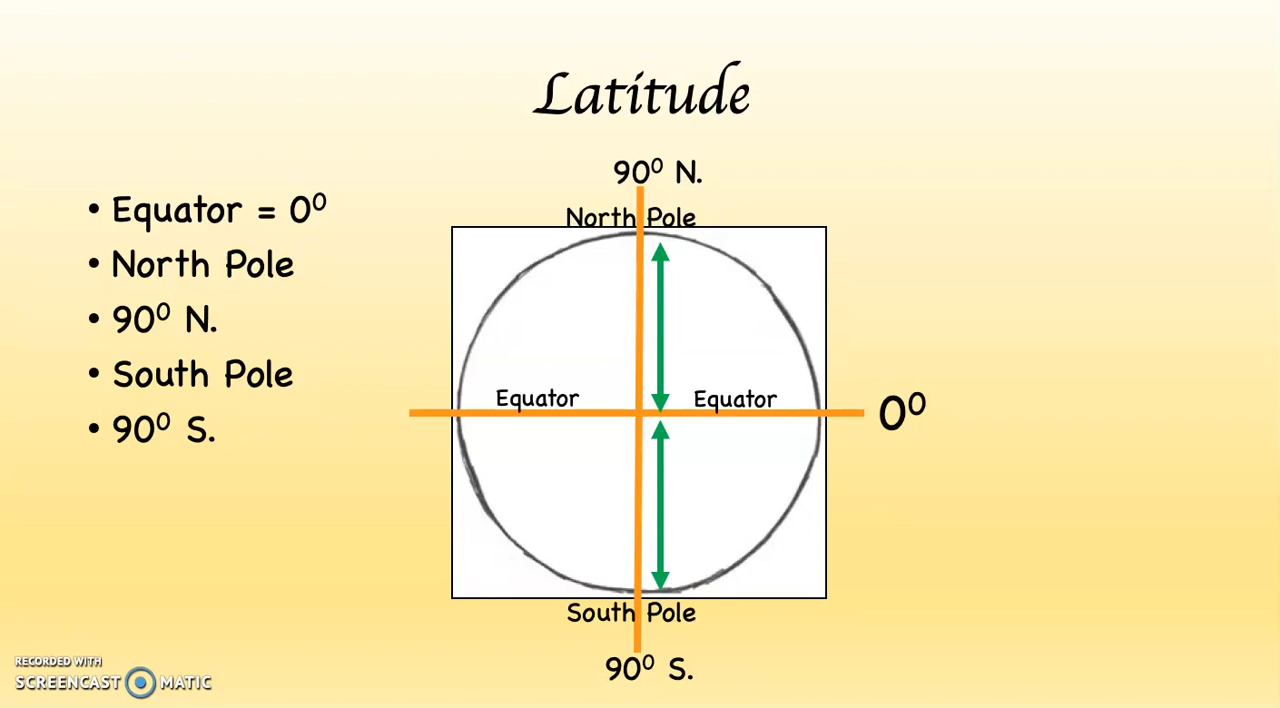 Latitude
• Equator = 0⁰
• North Pole
• 90⁰ N.
• South Pole
• 90⁰ S.
90⁰ N.
North Pole
Equator
Equator
0⁰
South Pole
90⁰ S.
RECORDED WITH
SCREENCAST MATIC